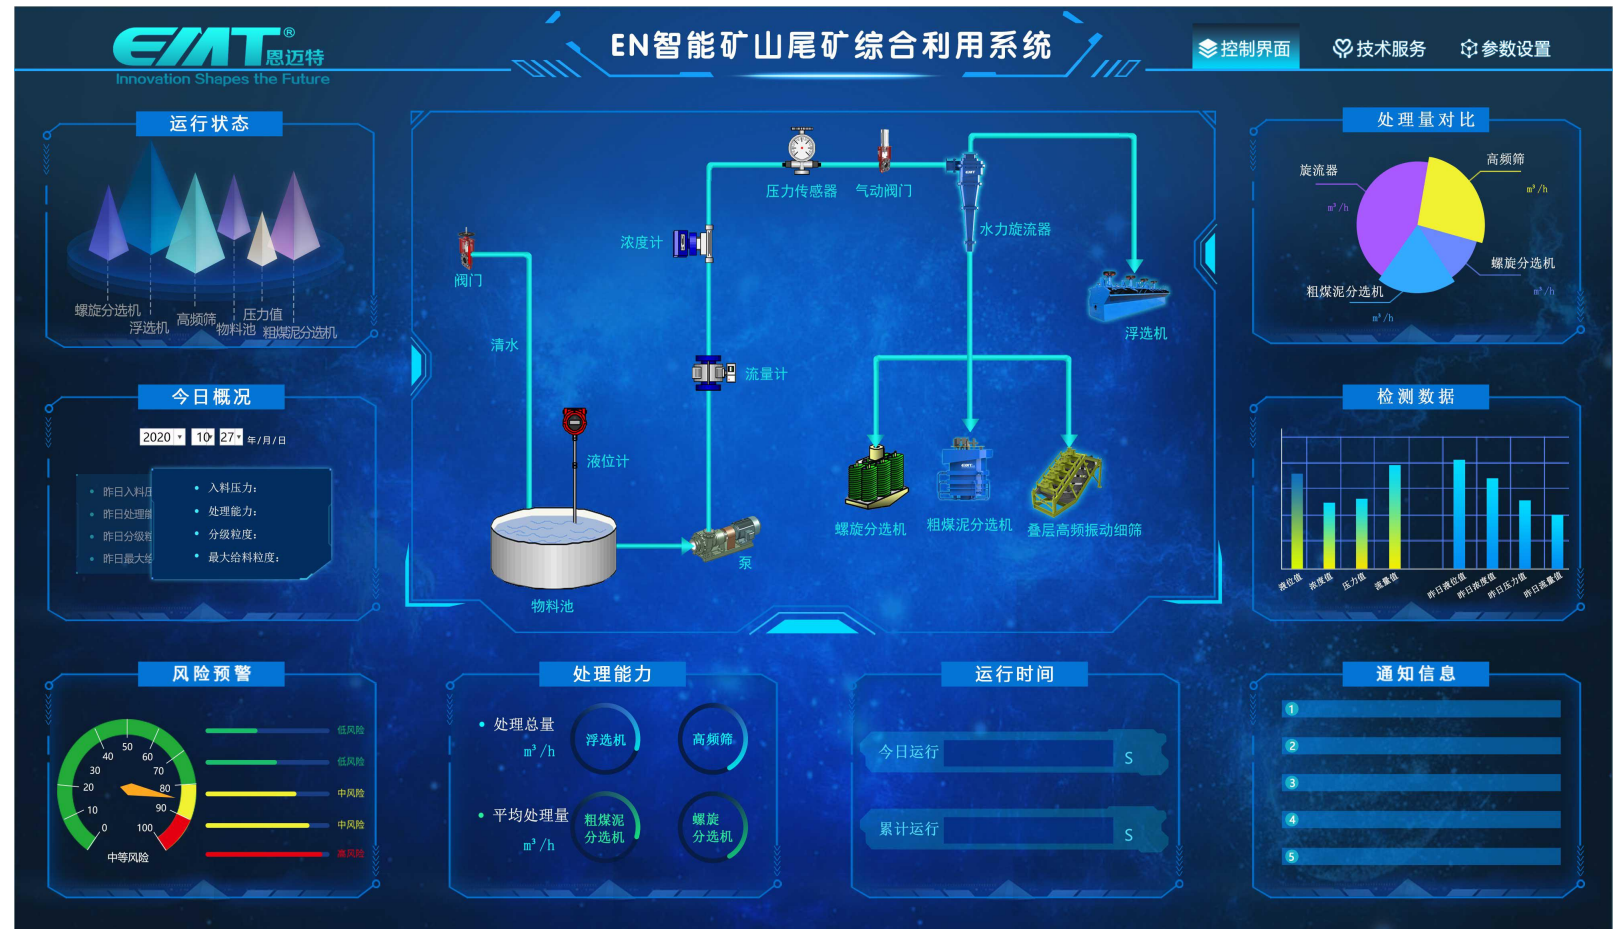 EMT®
恩迈特
Innovation Shapes the Future
EN智能矿山尾矿综合利用系统
控制界面
技术服务
参数设置
运行状态
螺旋分选机
浮选机
高频筛
物料池
压力值
粗煤泥分选机
今日概况
2020 10 27 年/月/日
昨日入料压
昨日处理能
昨日分级粒
昨日最大给
入料压力:
处理能力:
分级粒度:
最大给料粒度:
风险预警
0
10
20
30
40
50
60
70
80
90
100
中等风险
低风险
低风险
中风险
中风险
高风险
阀门
清水
液位计
物料池
泵
流量计
浓度计
压力传感器
气动阀门
水力旋流器
EMT
浮选机
螺旋分选机
粗煤泥分选机
叠层高频振动细筛
处理能力
处理总量
m³/h
浮选机
高频筛
平均处理量
m³/h
粗煤泥
分选机
螺旋
分选机
运行时间
今日运行
S
累计运行
S
处理量对比
旋流器
m³/h
高频筛
m³/h
螺旋分选机
m³/h
粗煤泥分选机
m³/h
检测数据
液位值
浓度值
压力值
流量值
昨日液位值
昨日浓度值
昨日压力值
昨日流量值
通知信息
1
2
3
4
5